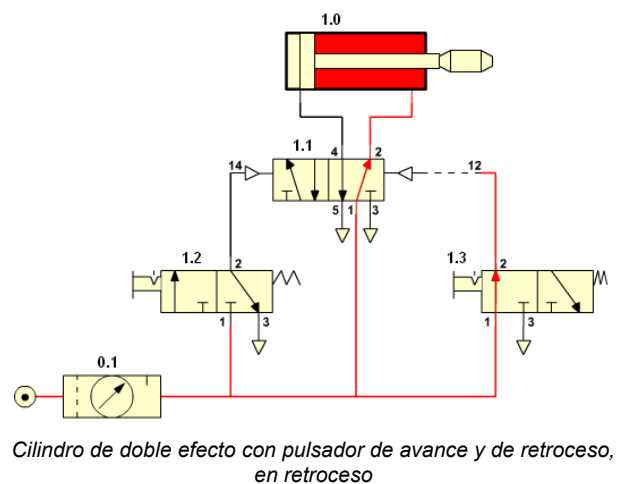 1.0
1.1
4 2
14 12
5 1 3
1.2 1.3
2 2
1 3 1 3
0.1
Cilindro de doble efecto con pulsador de avance y de retroceso,
en retroceso